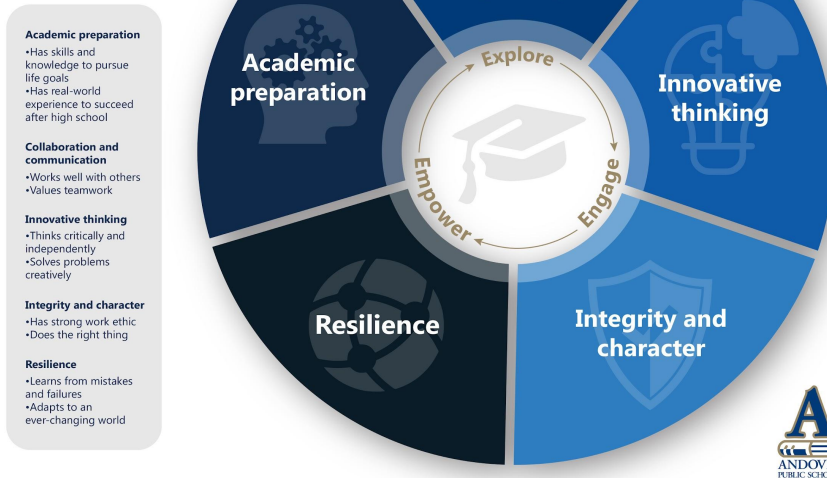 Academic preparation
•Has skills and
knowledge to pursue
life goals
•Has real-world
experience to succeed
after high school
Collaboration and
communication
•Works well with others
•Values teamwork
Innovative thinking
•Thinks critically and
independently
•Solves problems
creatively
Integrity and character
•Has strong work ethic
•Does the right thing
Resilience
•Learns from mistakes
and failures
•Adapts to an
ever-changing world
Academic
preparation
Explore
Engage
Empower
Innovative
thinking
Resilience
Integrity and
character
A
ANDOV
PUBLIC SCHO